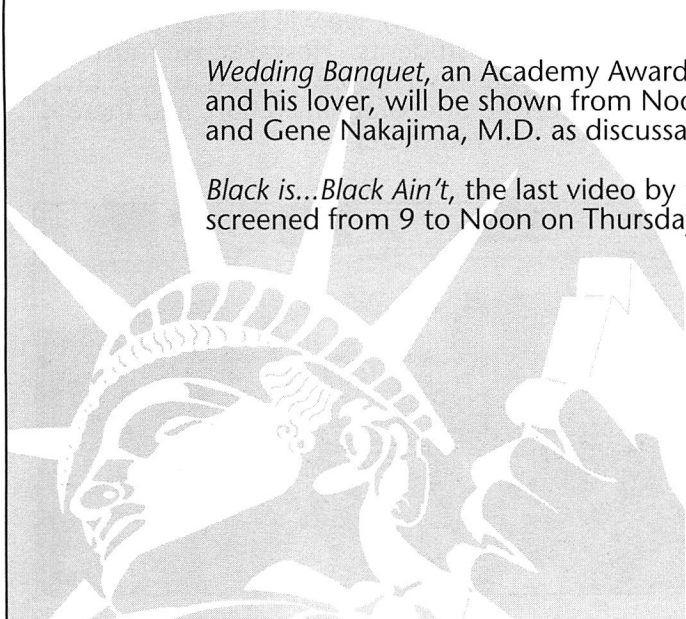 Wedding Banquet, an Academy Award
and his lover, will be shown from Noo
and Gene Nakajima, M.D. as discussa
Black is...Black Ain't, the last video by
screened from 9 to Noon on Thursda